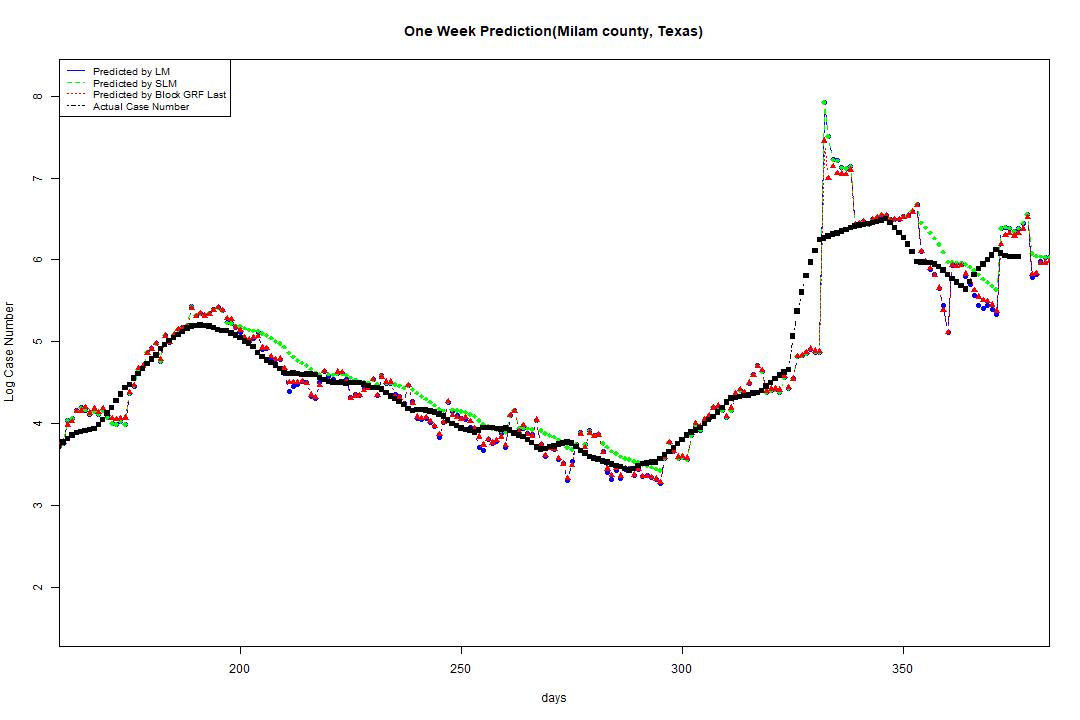 One Week Prediction(Milam county, Texas)
Predicted by LM
Predicted by SLM
Predicted by Block GRF Last
Actual Case Number
Log Case Number
8
7
6
5
4
3
2
200 250 300 350
days